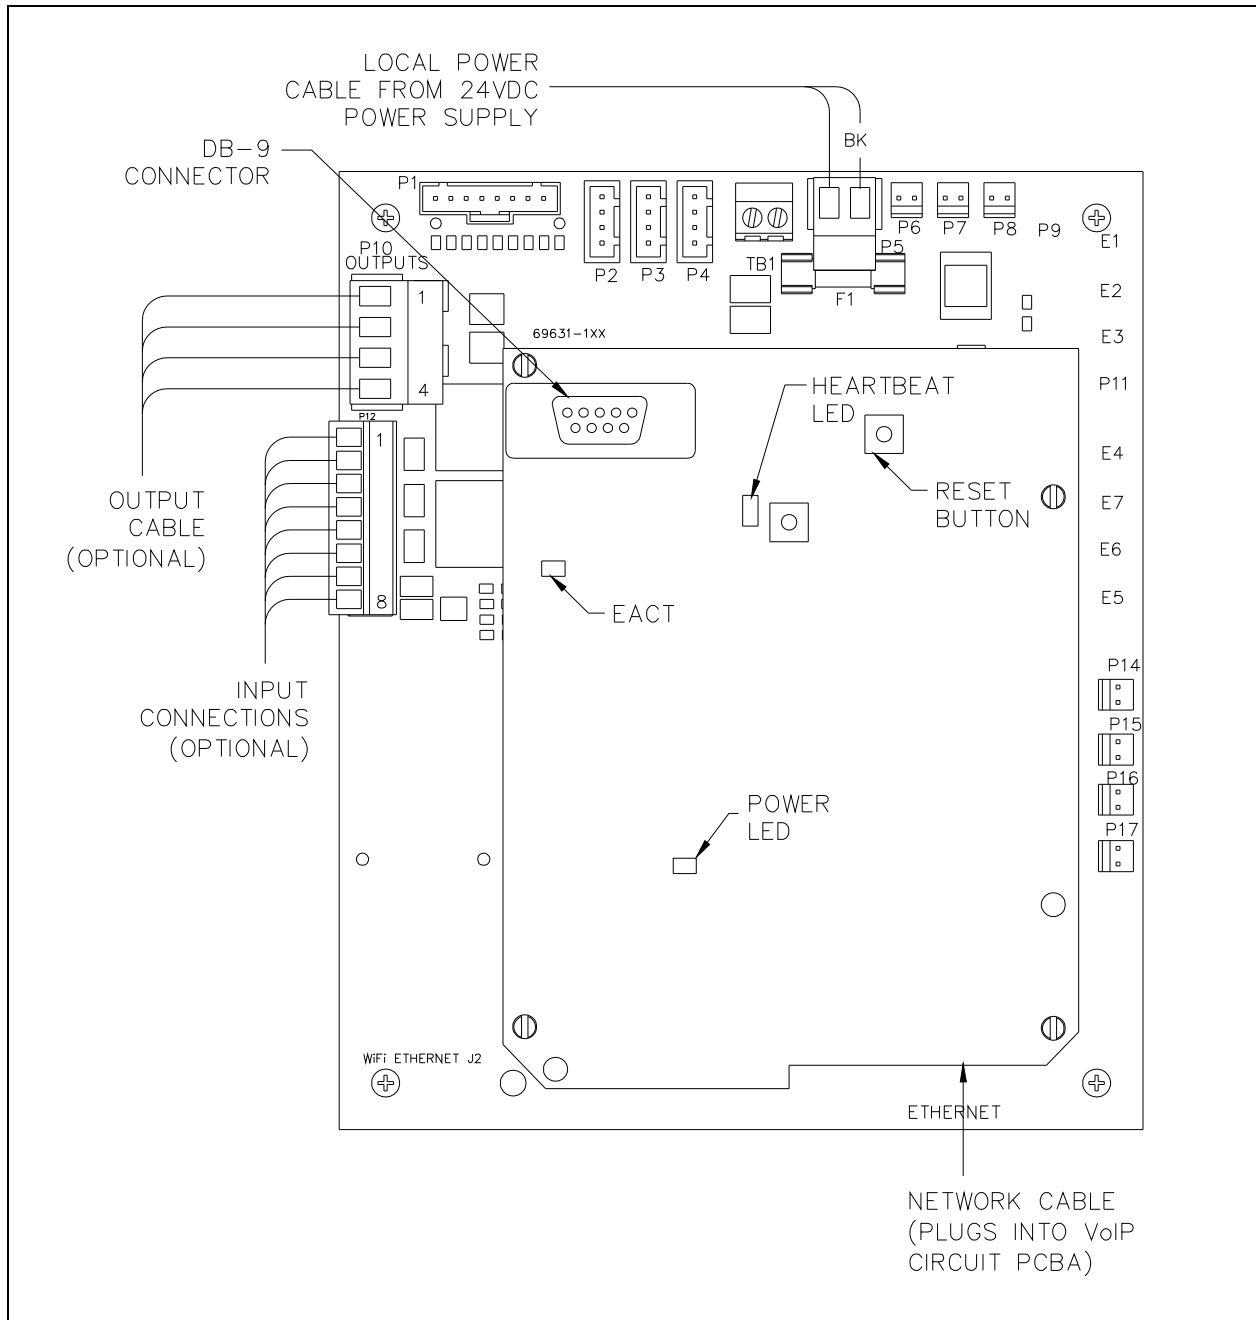 LOCAL POWER
CABLE FROM 24VDC
POWER SUPPLY
BK
DB-9
CONNECTOR
P1
P2
P3
P4
TB1
F1
P5
P6
P7
P8
P9
E1
E2
E3
P11
E4
E7
E6
E5
P10
OUTPUTS
1
4
69631-1XX
P12
1
8
HEARTBEAT
LED
RESET
BUTTON
OUTPUT
CABLE
(OPTIONAL)
EACT
INPUT
CONNECTIONS
(OPTIONAL)
P14
P15
P16
P17
POWER
LED
WiFi ETHERNET J2
ETHERNET
NETWORK CABLE
(PLUGS INTO VoIP
CIRCUIT PCBA)